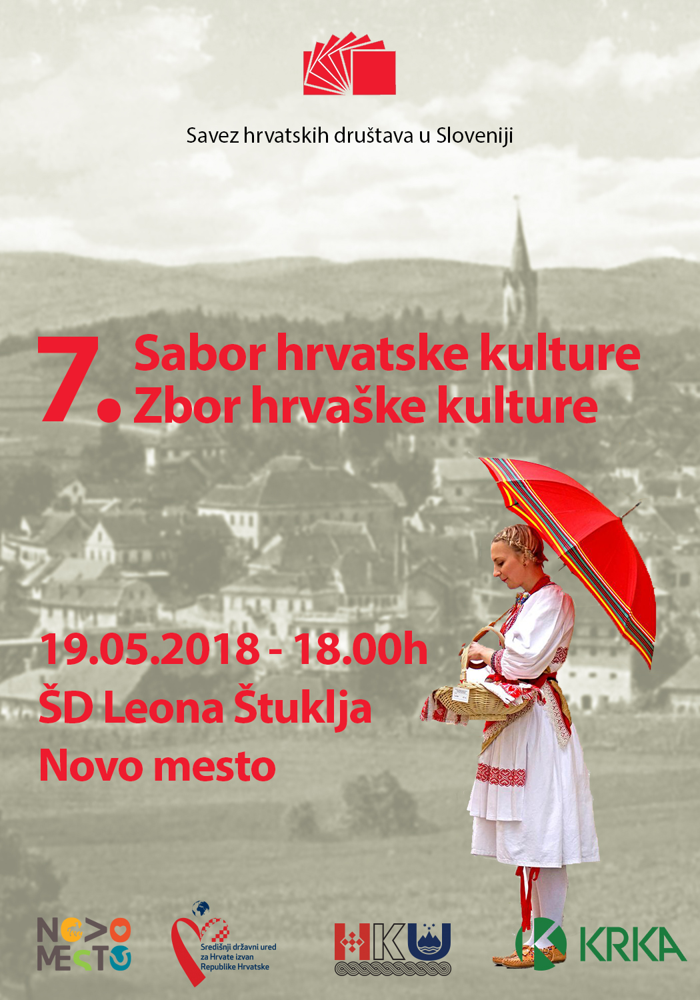 Savez hrvatskih društava u Sloveniji
7. Sabor hrvatske kulture
Zbor hrvaške kulture
19.05.2018 - 18.00h
ŠD Leona Štuklja
Novo mesto
NOVO
MESTO
Središnji državni ured
za Hrvate izvan
Republike Hrvatske
HKU
KRKA